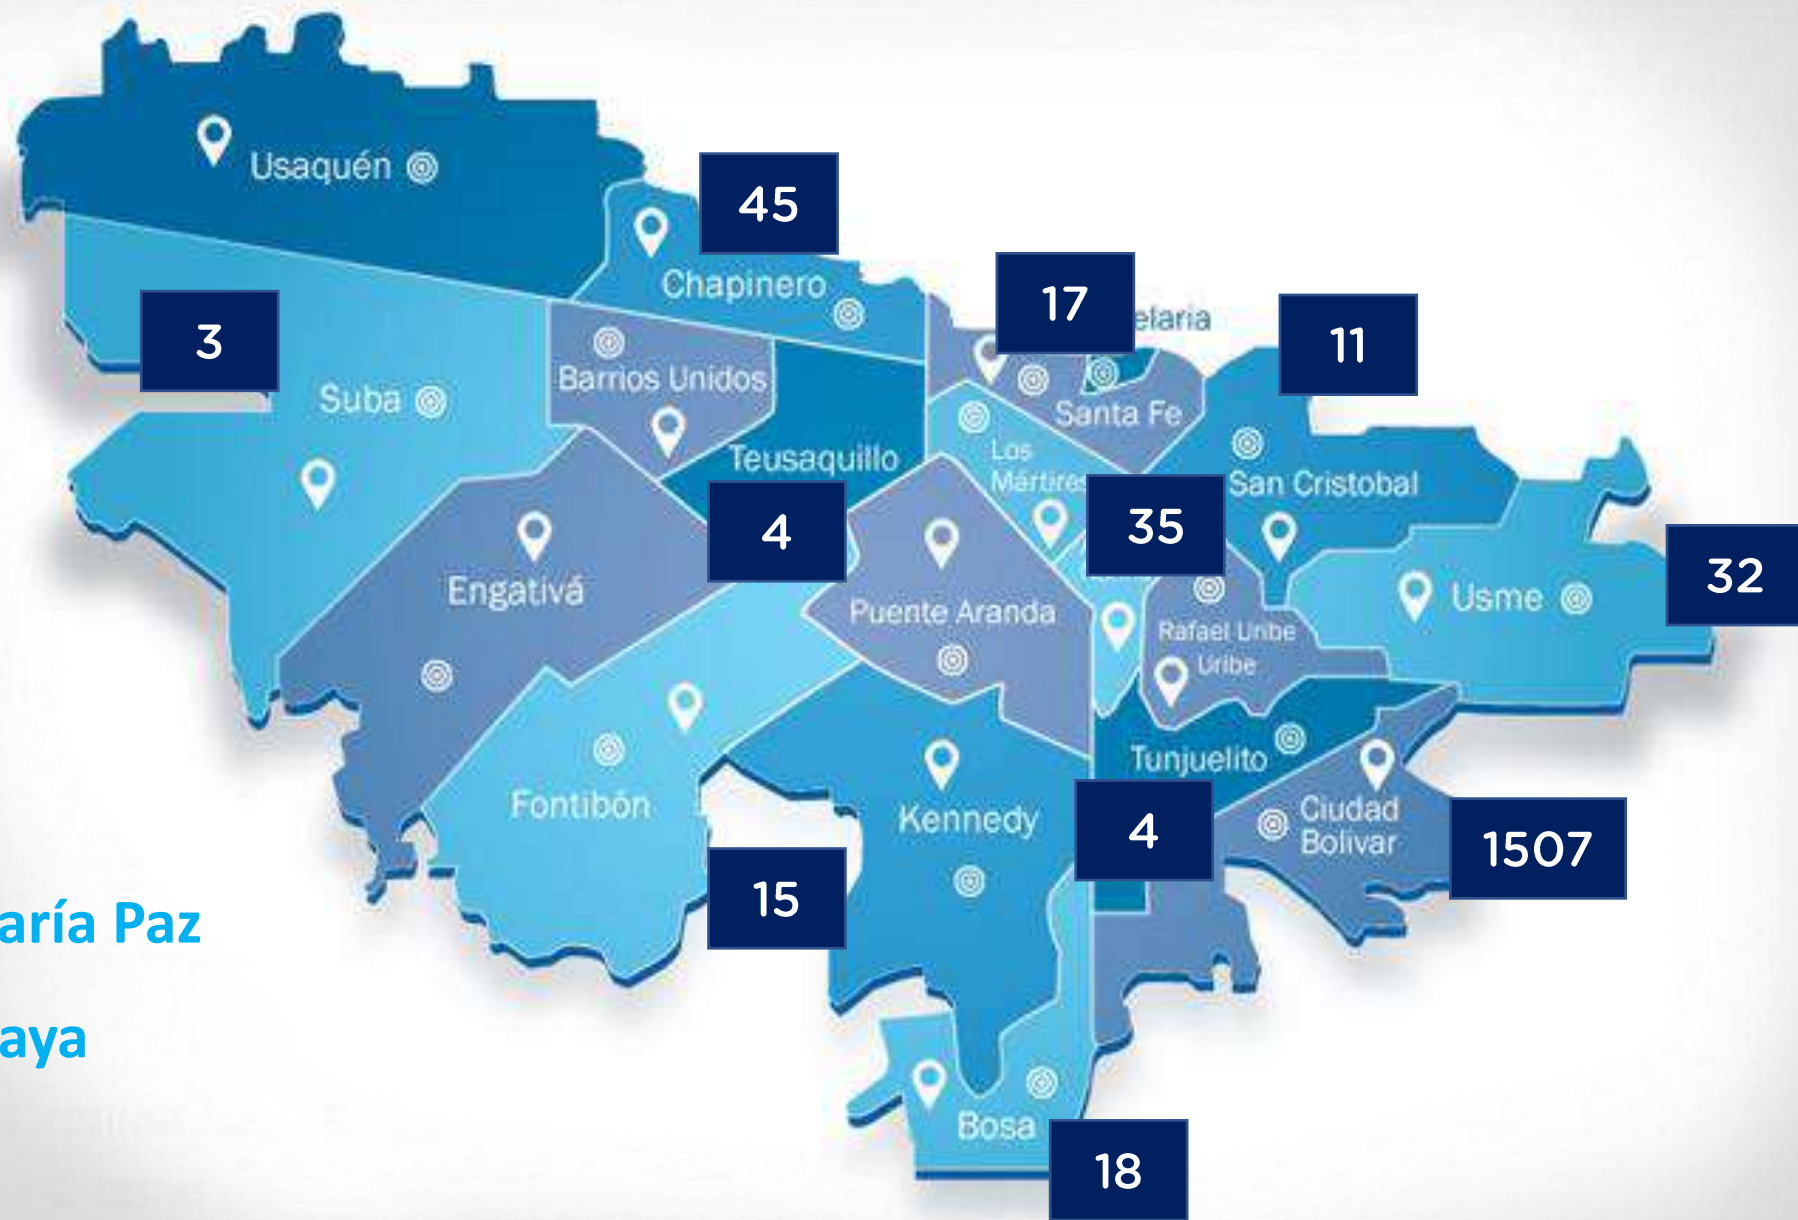 Usaquén
45
Chapinero
17
elaria
11
3
Suba
Barrios Unidos
Santa Fe
Teusaquillo
Los
Mártires
San Cristobal
4
35
Engativá
Puente Aranda
Usme
32
Rafael Uribe
Uribe
Tunjuelito
Fontibón
Kennedy
4
Ciudad
Bolivar
1507
15
aría Paz
aya
Bosa
18